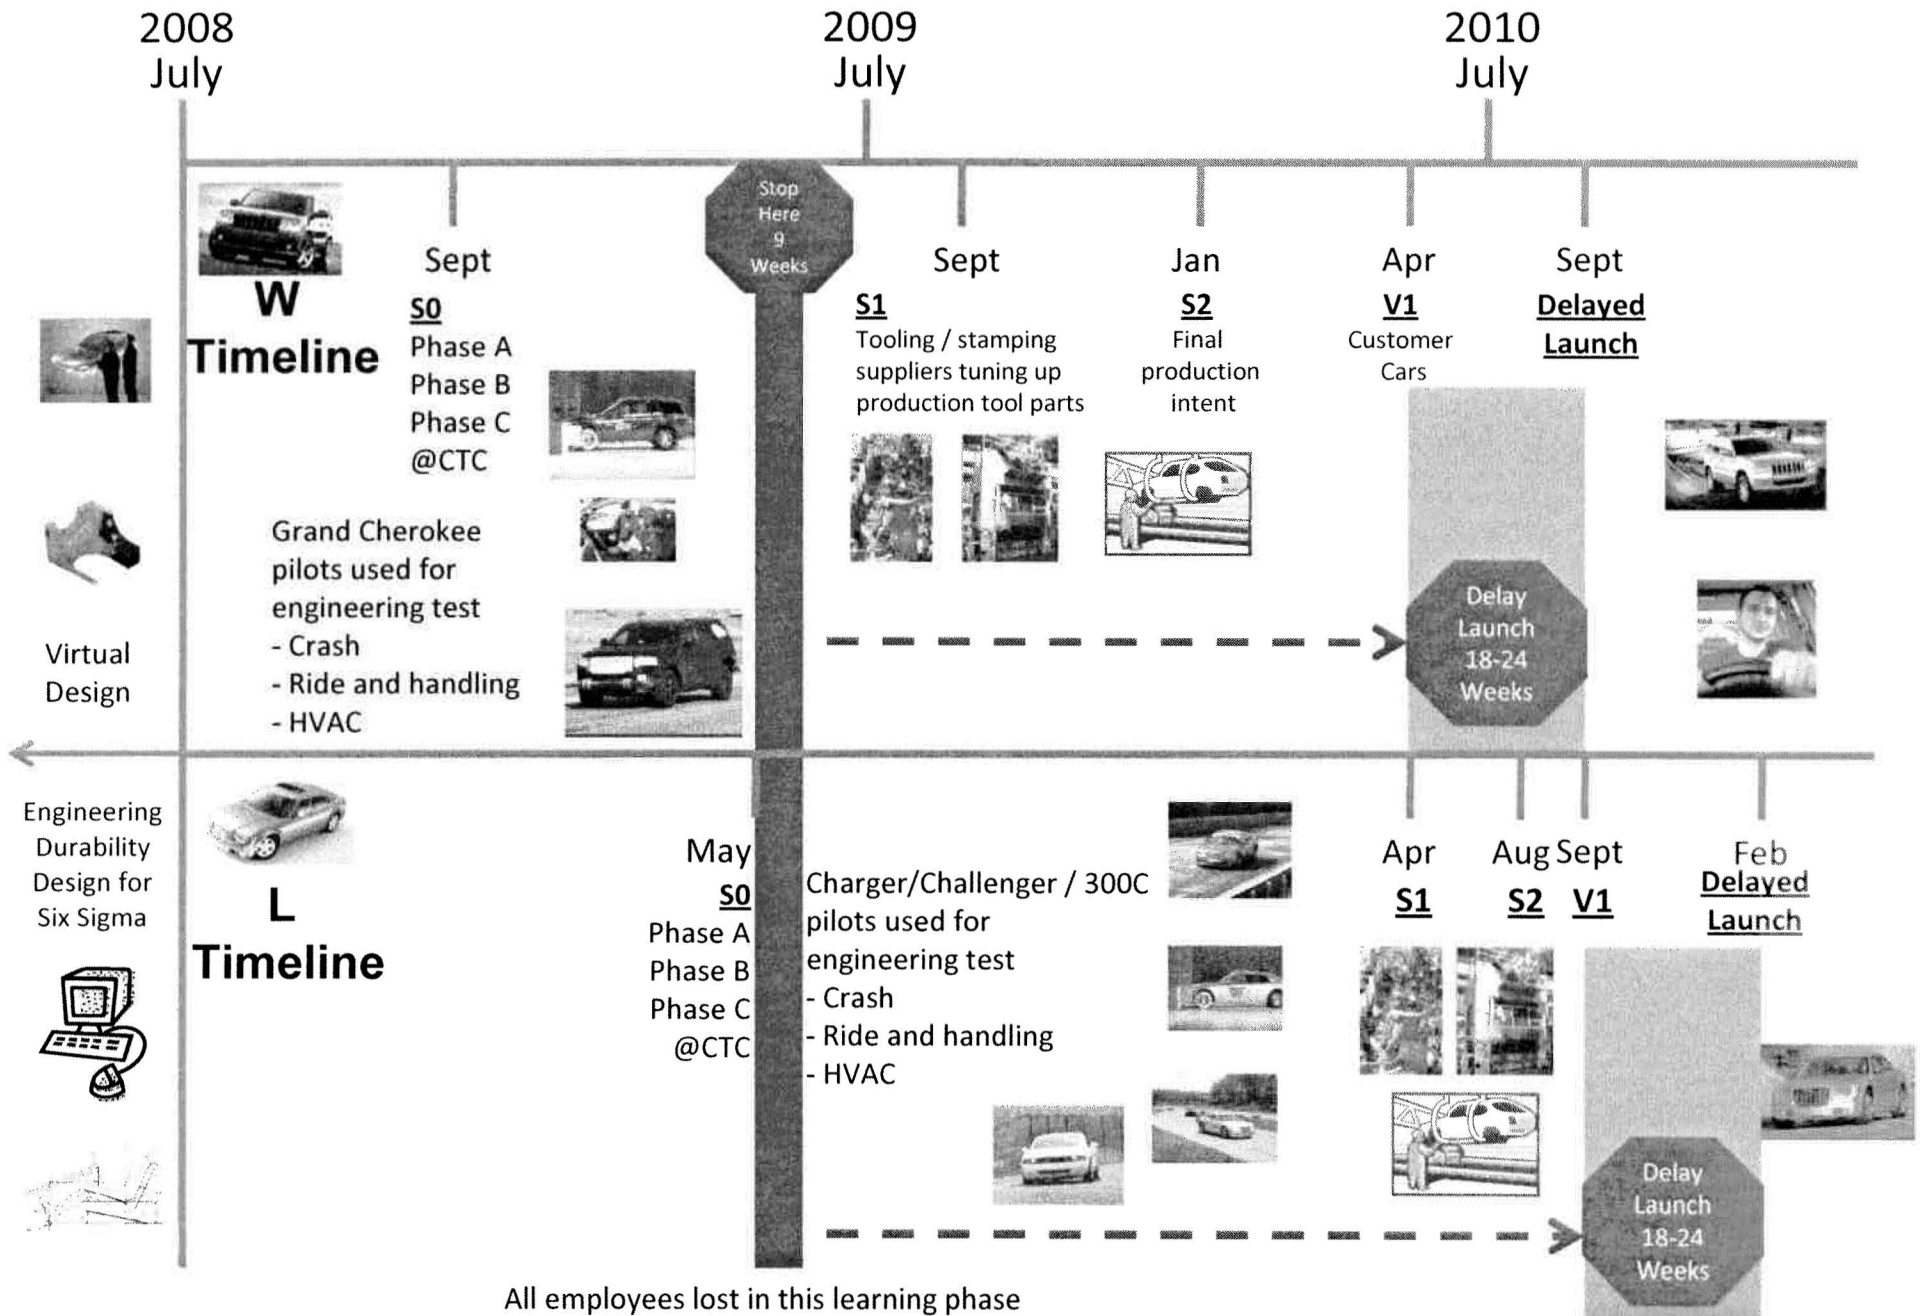 2008
July
2009
July
2010
July
Stop
Here
9
Weeks
W
Timeline
Sept
S0
Phase A
Phase B
Phase C
@CTC
Grand Cherokee
pilots used for
engineering test
- Crash
- Ride and handling
- HVAC
Sept
S1
Tooling / stamping
suppliers tuning up
production tool parts
Jan
S2
Final
production
intent
Apr
V1
Customer
Cars
Sept
Delayed
Launch
Delay
Launch
18-24
Weeks
Virtual
Design
Engineering
Durability
Design for
Six Sigma
L
Timeline
May
S0
Phase A
Phase B
Phase C
@CTC
Charger/Challenger / 300C
pilots used for
engineering test
- Crash
- Ride and handling
- HVAC
Apr
S1
Aug
S2
Sept
V1
Feb
Delayed
Launch
Delay
Launch
18-24
Weeks
All employees lost in this learning phase